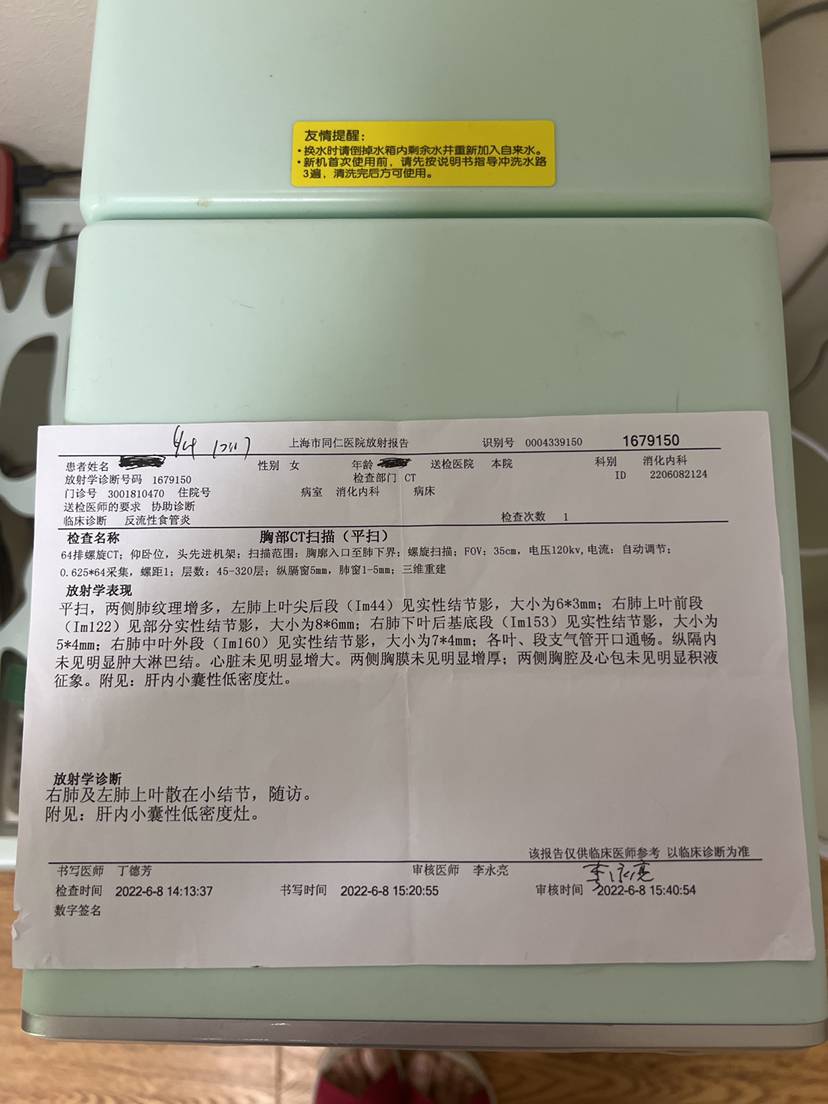 友情提醒：
·换水时请倒掉水箱内剩余水并重新加入自来水。
·新机首次使用前，请先按说明书指导冲洗水路
3遍，清洗完后方可使用。
上海市同仁医院放射报告
识别号 0004339150 1679150
患者姓名 性别 女 年龄 送检医院 本院 科别 消化内科
放射学诊断号码 1679150 检查部门 CT ID 2206082124
门诊号 3001810470 住院号 病室 消化内科 病床
送检医师的要求 协助诊断
临床诊断 反流性食管炎 检查次数 1
检查名称 胸部CT扫描（平扫）
64排螺旋CT；仰卧位，头先进机架；扫描范围：胸廓入口至肺下界；螺旋扫描；FOV：35cm，电压120kv,电流：自动调节；
0.625*64采集，螺距1；层数：45-320层；纵隔窗5mm，肺窗1-5mm；三维重建
放射学表现
平扫，两侧肺纹理增多，左肺上叶尖后段（Im44）见实性结节影，大小为6*3mm；右肺上叶前段
（Im122）见部分实性结节影，大小为8*6mm；右肺下叶后基底段（Im153）见实性结节影，大小为
5*4mm；右肺中叶外段（Im160）见实性结节影，大小为7*4mm；各叶、段支气管开口通畅。纵隔内
未见明显肿大淋巴结。心脏未见明显增大。两侧胸膜未见明显增厚；两侧胸腔及心包未见明显积液
征象。附见：肝内小囊性低密度灶。
放射学诊断
右肺及左肺上叶散在小结节，随访。
附见：肝内小囊性低密度灶。
该报告仅供临床医师参考 以临床诊断为准
书写医师 丁德芳 审核医师 李永亮 李永亮
检查时间 2022-6-8 14:13:37 书写时间 2022-6-8 15:20:55 审核时间 2022-6-8 15:40:54
数字签名